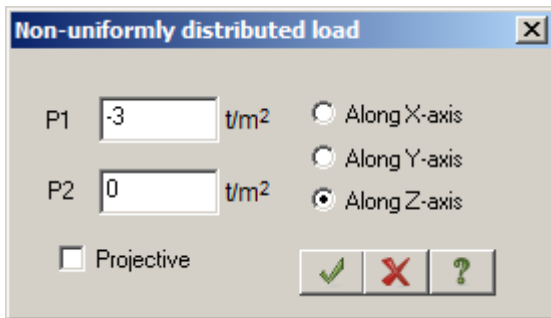 Non-uniformly distributed load
P1 -3 t/m² Along X-axis
Along Y-axis
P2 0 t/m² Along Z-axis
Projective